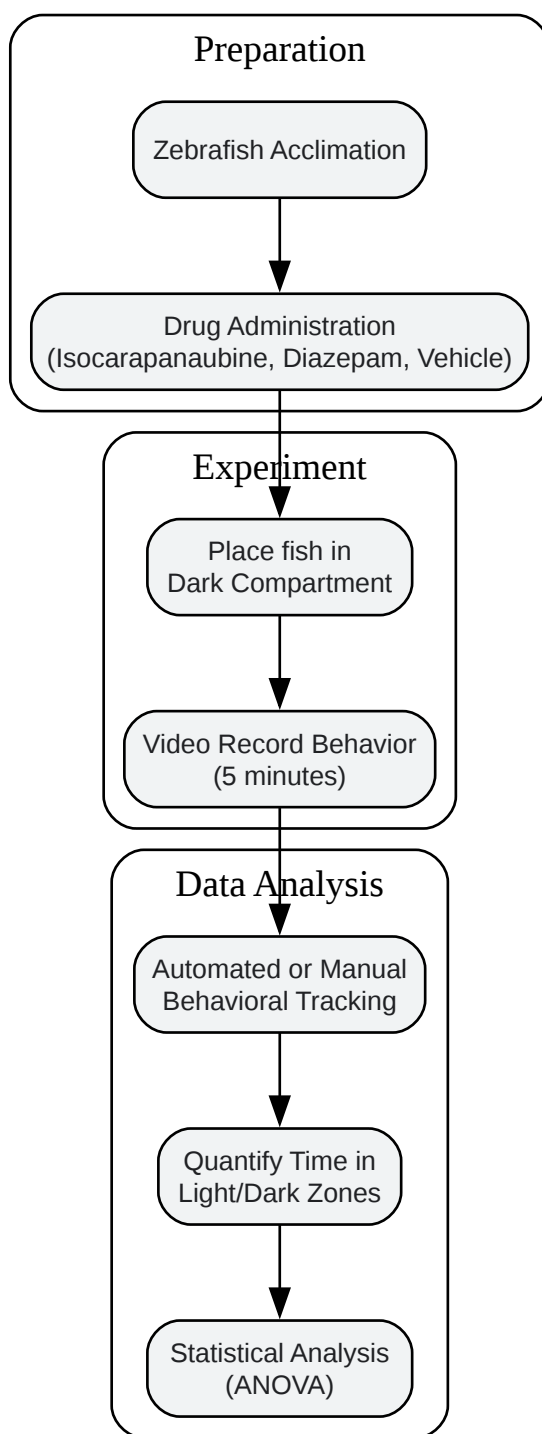 Preparation
Zebrafish Acclimation
Drug Administration
(Isocarapanaubine, Diazepam, Vehicle)
Experiment
Place fish in
Dark Compartment
Video Record Behavior
(5 minutes)
Data Analysis
Automated or Manual
Behavioral Tracking
Quantify Time in
Light/Dark Zones
Statistical Analysis
(ANOVA)